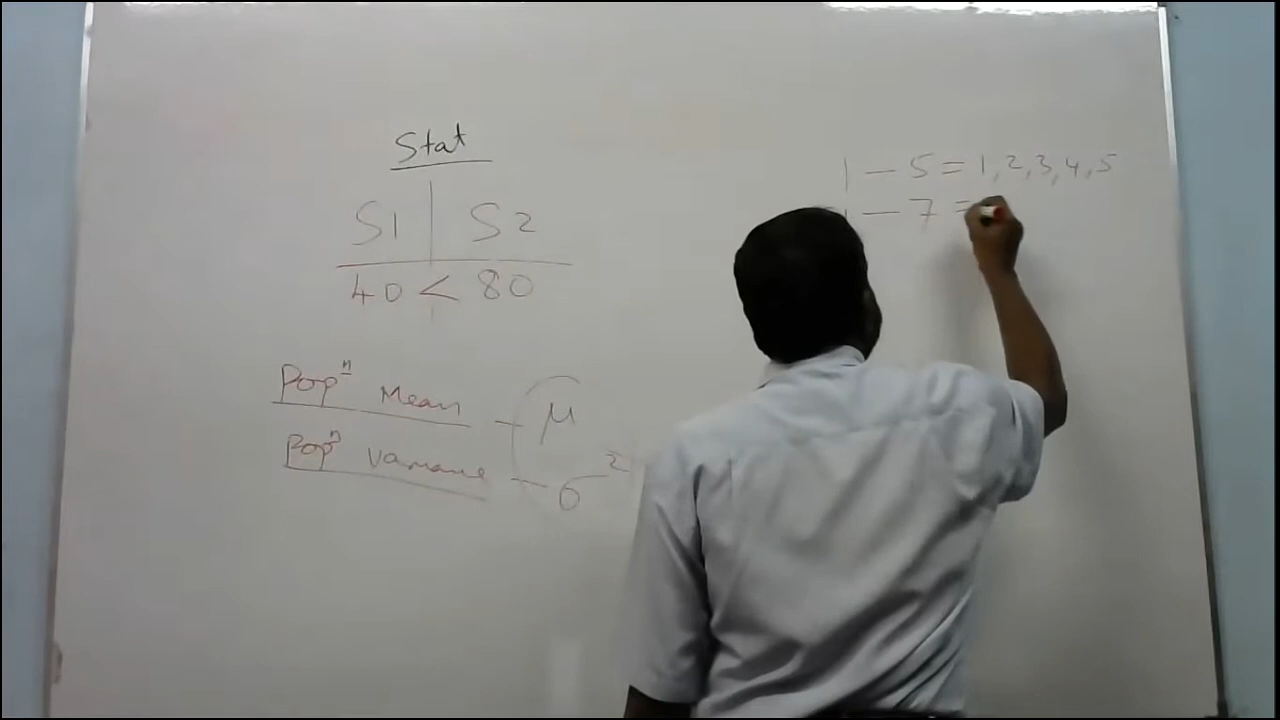 Stat
S1 | S2
40 < 80
Popⁿ Mean - μ
Popⁿ Variance - σ²
1 - 5 = 1, 2, 3, 4, 5
1 - 7 =